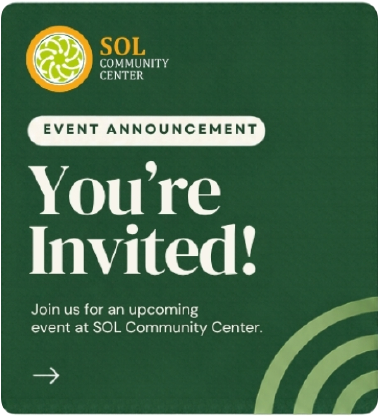 SOL
COMMUNITY
CENTER
EVENT ANNOUNCEMENT
You’re
Invited!
Join us for an upcoming
event at SOL Community Center.